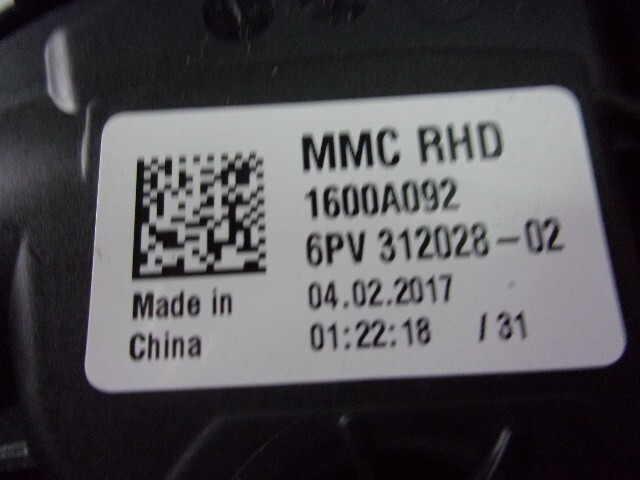 MMC RHD
1600A092
6PV 312028-02
Made in
China
04.02.2017
01:22:18 /31